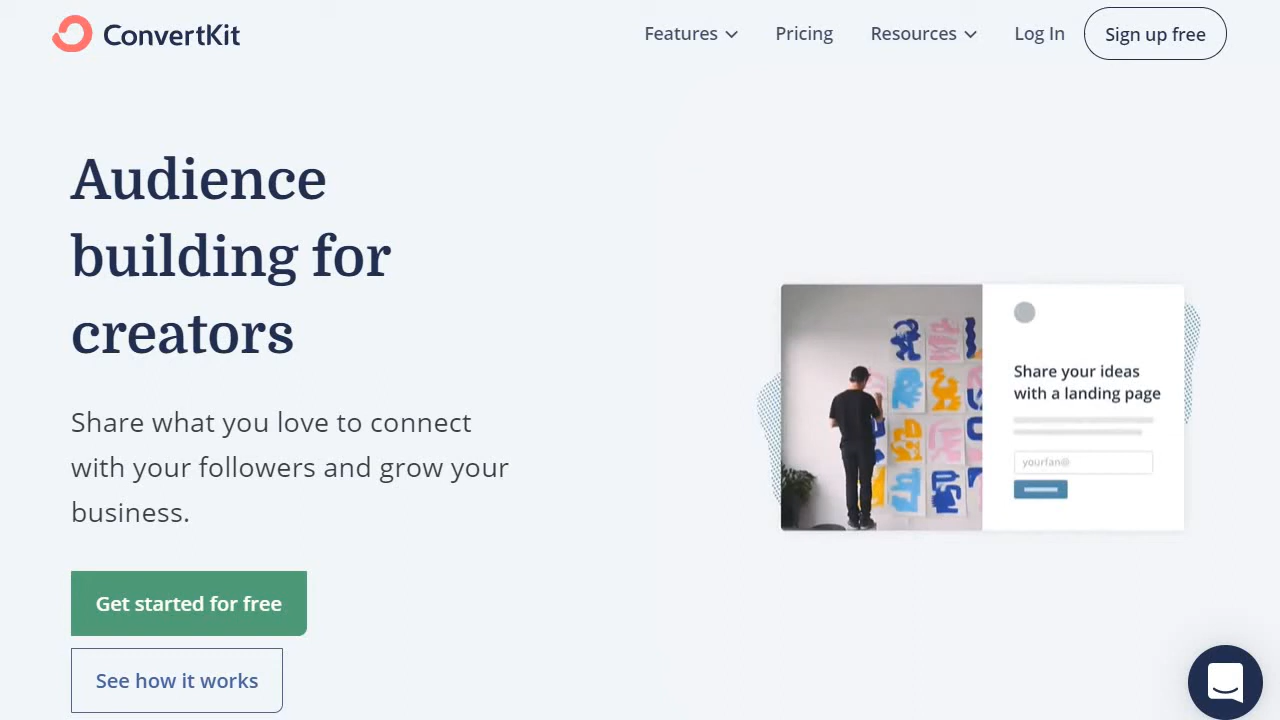 ConvertKit
Features
Pricing
Resources
Log In
Sign up free
Audience
building for
creators
Share what you love to connect
with your followers and grow your
business.
Get started for free
See how it works
Share your ideas
with a landing page
yourfan@